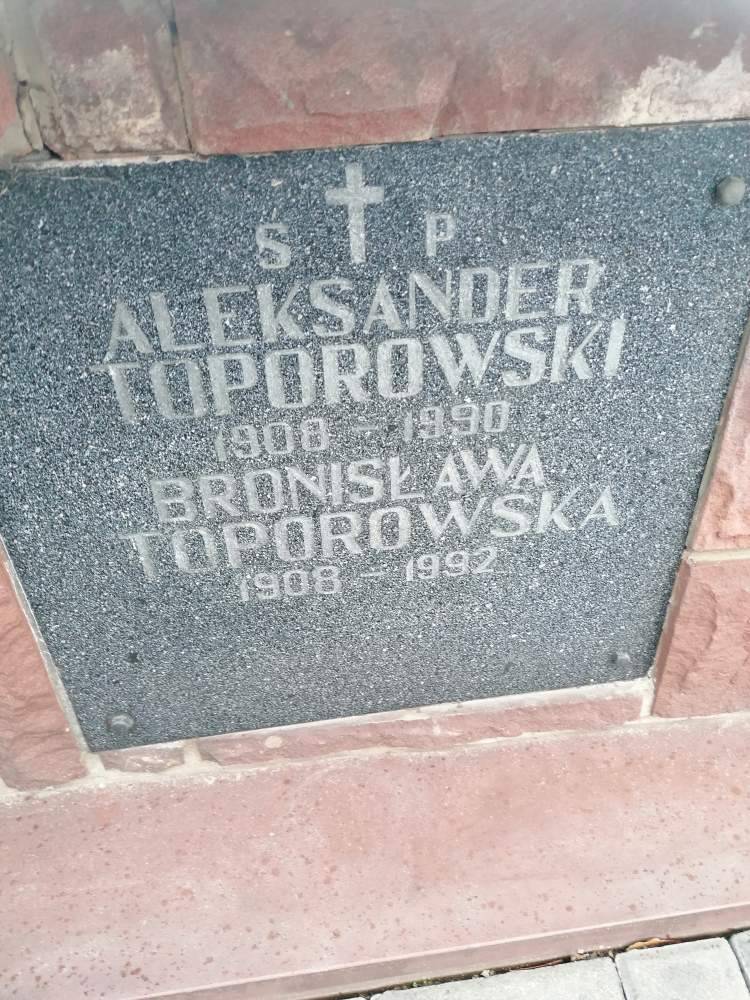 Ś P
ALEKSANDER
TOPOROWSKI
1908 - 1990
BRONISŁAWA
TOPOROWSKA
1908 - 1992